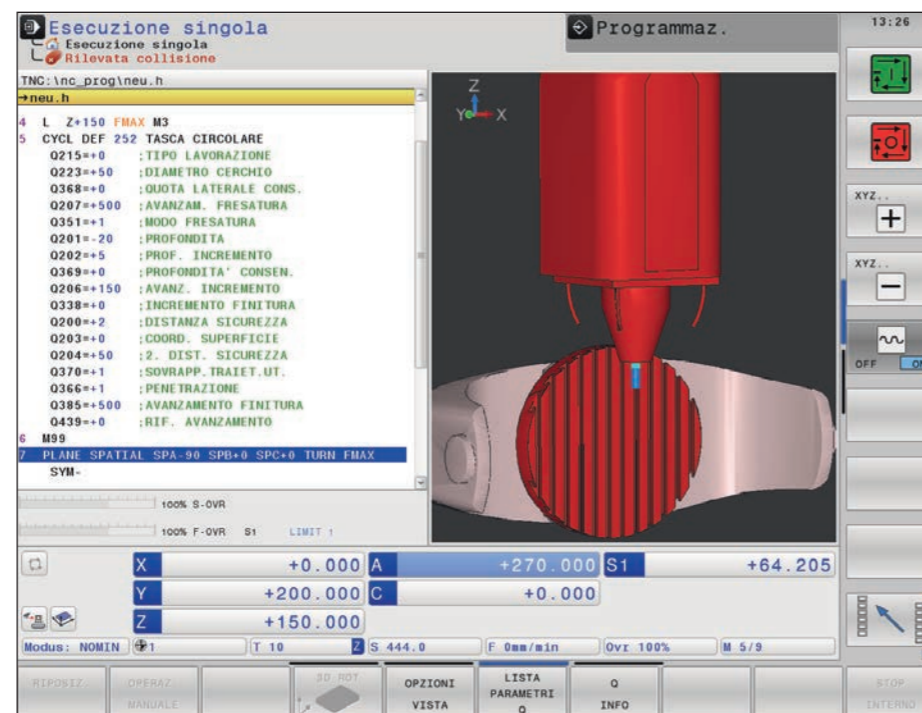 Esecuzione singola
Programmaz.
13:26
Esecuzione singola
Rilevata collisione
TNC:\nc_prog\neu.h
→neu.h
4 L Z+150 FMAX M3
5 CYCL DEF 252 TASCA CIRCOLARE
Q215=+0 ;TIPO LAVORAZIONE
Q223=+50 ;DIAMETRO CERCHIO
Q368=+0 ;QUOTA LATERALE CONS.
Q207=+500 ;AVANZAM. FRESATURA
Q351=+1 ;MODO FRESATURA
Q201=-20 ;PROFONDITA
Q202=+5 ;PROF. INCREMENTO
Q369=+0 ;PROFONDITA' CONSEN.
Q206=+150 ;AVANZ. INCREMENTO
Q338=+0 ;INCREMENTO FINITURA
Q200=+2 ;DISTANZA SICUREZZA
Q203=+0 ;COORD. SUPERFICIE
Q204=+50 ;2. DIST. SICUREZZA
Q370=+1 ;SOVRAPP.TRAIET.UT.
Q366=+1 ;PENETRAZIONE
Q385=+500 ;AVANZAMENTO FINITURA
Q439=+0 ;RIF. AVANZAMENTO
6 M99
7 PLANE SPATIAL SPA-90 SPB+0 SPC+0 TURN FMAX
SYM-
Z
Y X
XYZ..
+
XYZ..
−
OFF ON
100% S-OVR
100% F-OVR S1 LIMIT 1
X +0.000 A +270.000 S1 +64.205
Y +200.000 C +0.000
Z +150.000
Modus: NOMIN 1 T 10 Z S 444.0 F 0mm/min Ovr 100% M 5/9
RIPOSIZ.
OPERAZ.
MANUALE
3D ROT
OPZIONI
VISTA
LISTA
PARAMETRI
Q
Q
INFO
STOP
INTERNO